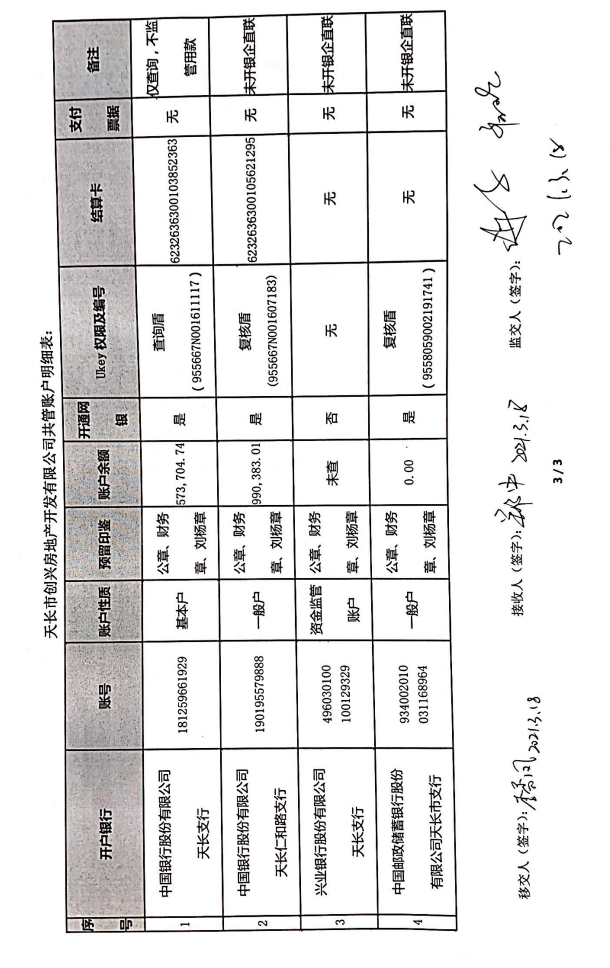 天长市创兴房地产开发有限公司共管账户明细表:
序号 开户银行 账号 账户性质 预留印鉴 账户余额 开通网银 Ukey 权限及编号 结算卡 支付票据 备注
1 中国银行股份有限公司天长支行 181259661929 基本户 公章、财务章、刘杨章 573,704.74 是 查询盾(955667N001611117) 6232636300103852363 无 仅查询,不监管用款
2 中国银行股份有限公司天长仁和路支行 190195579888 一般户 公章、财务章、刘杨章 990,383.01 是 复核盾(955667N001607183) 6232636300105621295 无 未开银企直联
3 兴业银行股份有限公司天长支行 496030100100129329 资金监管账户 公章、财务章、刘杨章 未查 否 无 无 无 未开银企直联
4 中国邮政储蓄银行股份有限公司天长市支行 934002010031168964 一般户 公章、财务章、刘杨章 0.00 是 复核盾(9558059002191741) 无 无 未开银企直联
移交人(签字): 2021.3.18 接收人(签字): 2021.3.18 监交人(签字):
2021.3.18
3/3